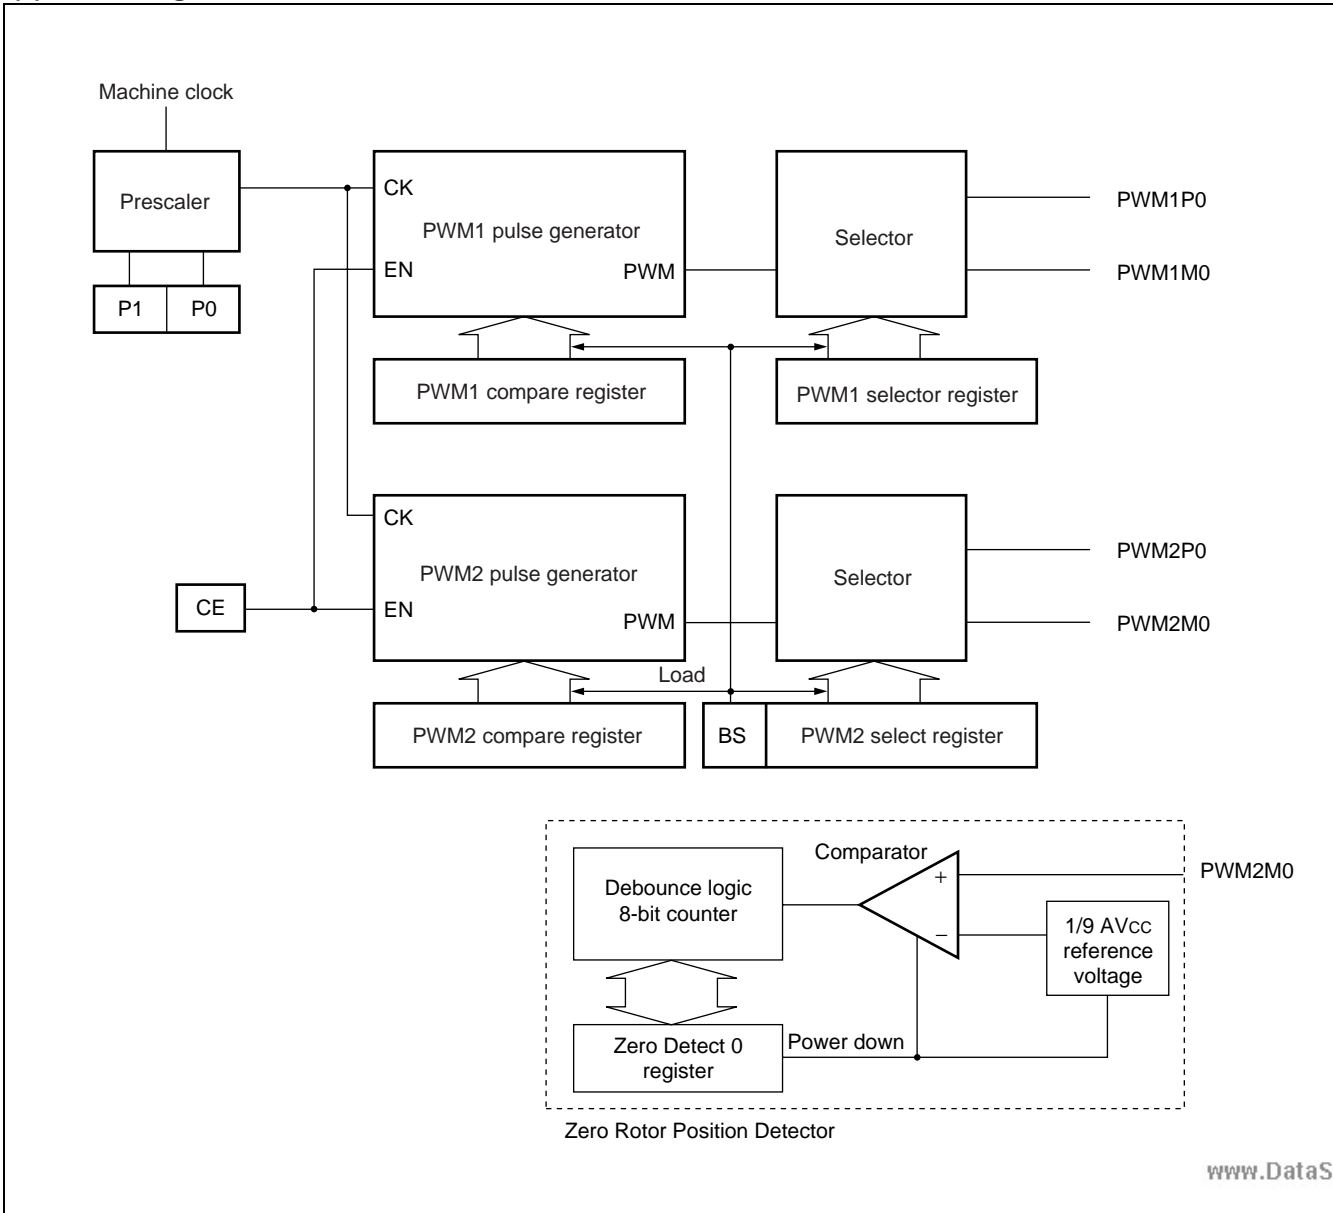 Machine clock
Prescaler
P1 P0
CK
PWM1 pulse generator
EN
PWM
Selector
PWM1P0
PWM1M0
PWM1 compare register
PWM1 selector register
CK
PWM2 pulse generator
EN
PWM
CE
Selector
PWM2P0
PWM2M0
Load
PWM2 compare register
BS
PWM2 select register
Comparator
+
−
PWM2M0
Debounce logic
8-bit counter
1/9 AVCC
reference
voltage
Zero Detect 0
register
Power down
Zero Rotor Position Detector
www.DataS